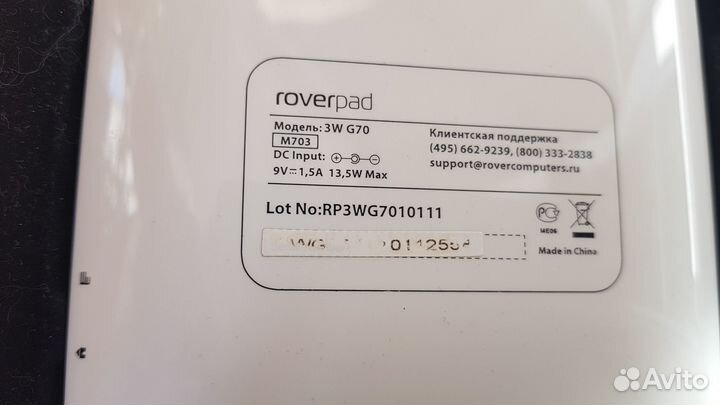 roverpad
Модель: 3W G70
M703
DC Input:
9V 1,5A 13,5W Max
Клиентская поддержка
(495) 662-9239, (800) 333-2838
support@rovercomputers.ru
Lot No:RP3WG7010111
PC
ME06
Made in China
Avito